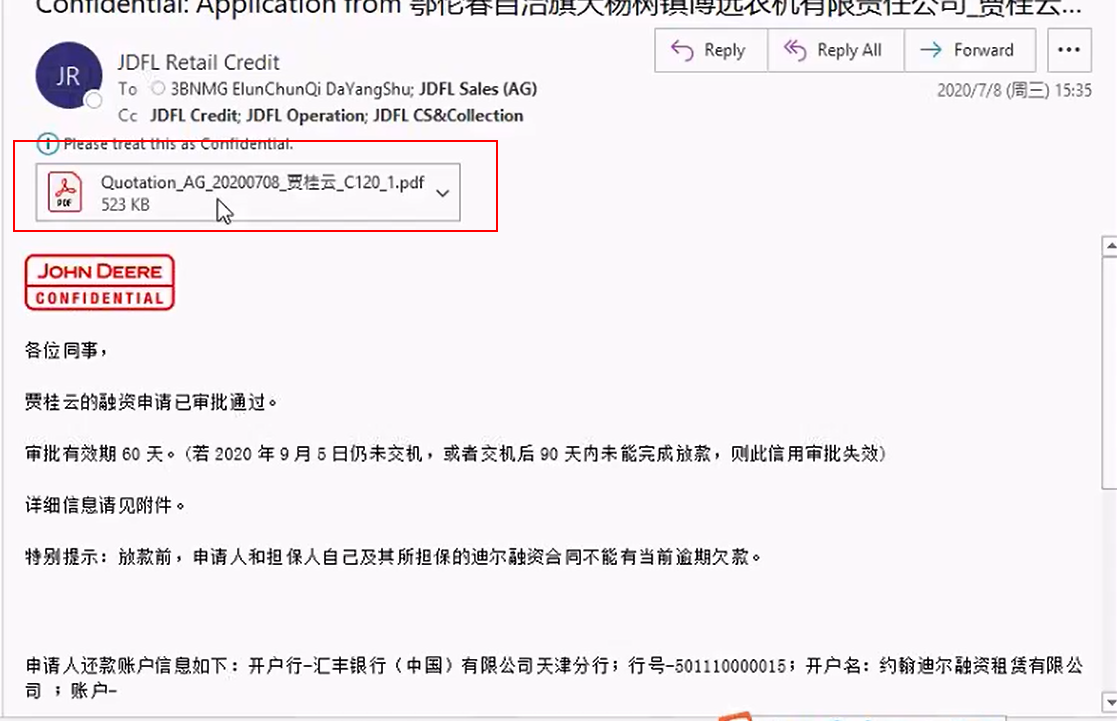 Confidential: Application from 鄂伦春自治旗大杨树镇博远农机有限责任公司_贾桂云...
JR
JDFL Retail Credit
Reply
Reply All
Forward
To 3BNMG ElunChunQi DaYangShu; JDFL Sales (AG)
2020/7/8 (周三) 15:35
Cc JDFL Credit; JDFL Operation; JDFL CS&Collection
Please treat this as Confidential.
Quotation_AG_20200708_贾桂云_C120_1.pdf
PDF
523 KB
JOHN DEERE
CONFIDENTIAL
各位同事，
贾桂云的融资申请已审批通过。
审批有效期 60 天。(若 2020 年 9 月 5 日仍未交机，或者交机后 90 天内未能完成放款，则此信用审批失效)
详细信息请见附件。
特别提示：放款前，申请人和担保人自己及其所担保的迪尔融资合同不能有当前逾期欠款。
申请人还款账户信息如下：开户行-汇丰银行（中国）有限公司天津分行；行号-501110000015；开户名：约翰迪尔融资租赁有限公
司 ；账户-